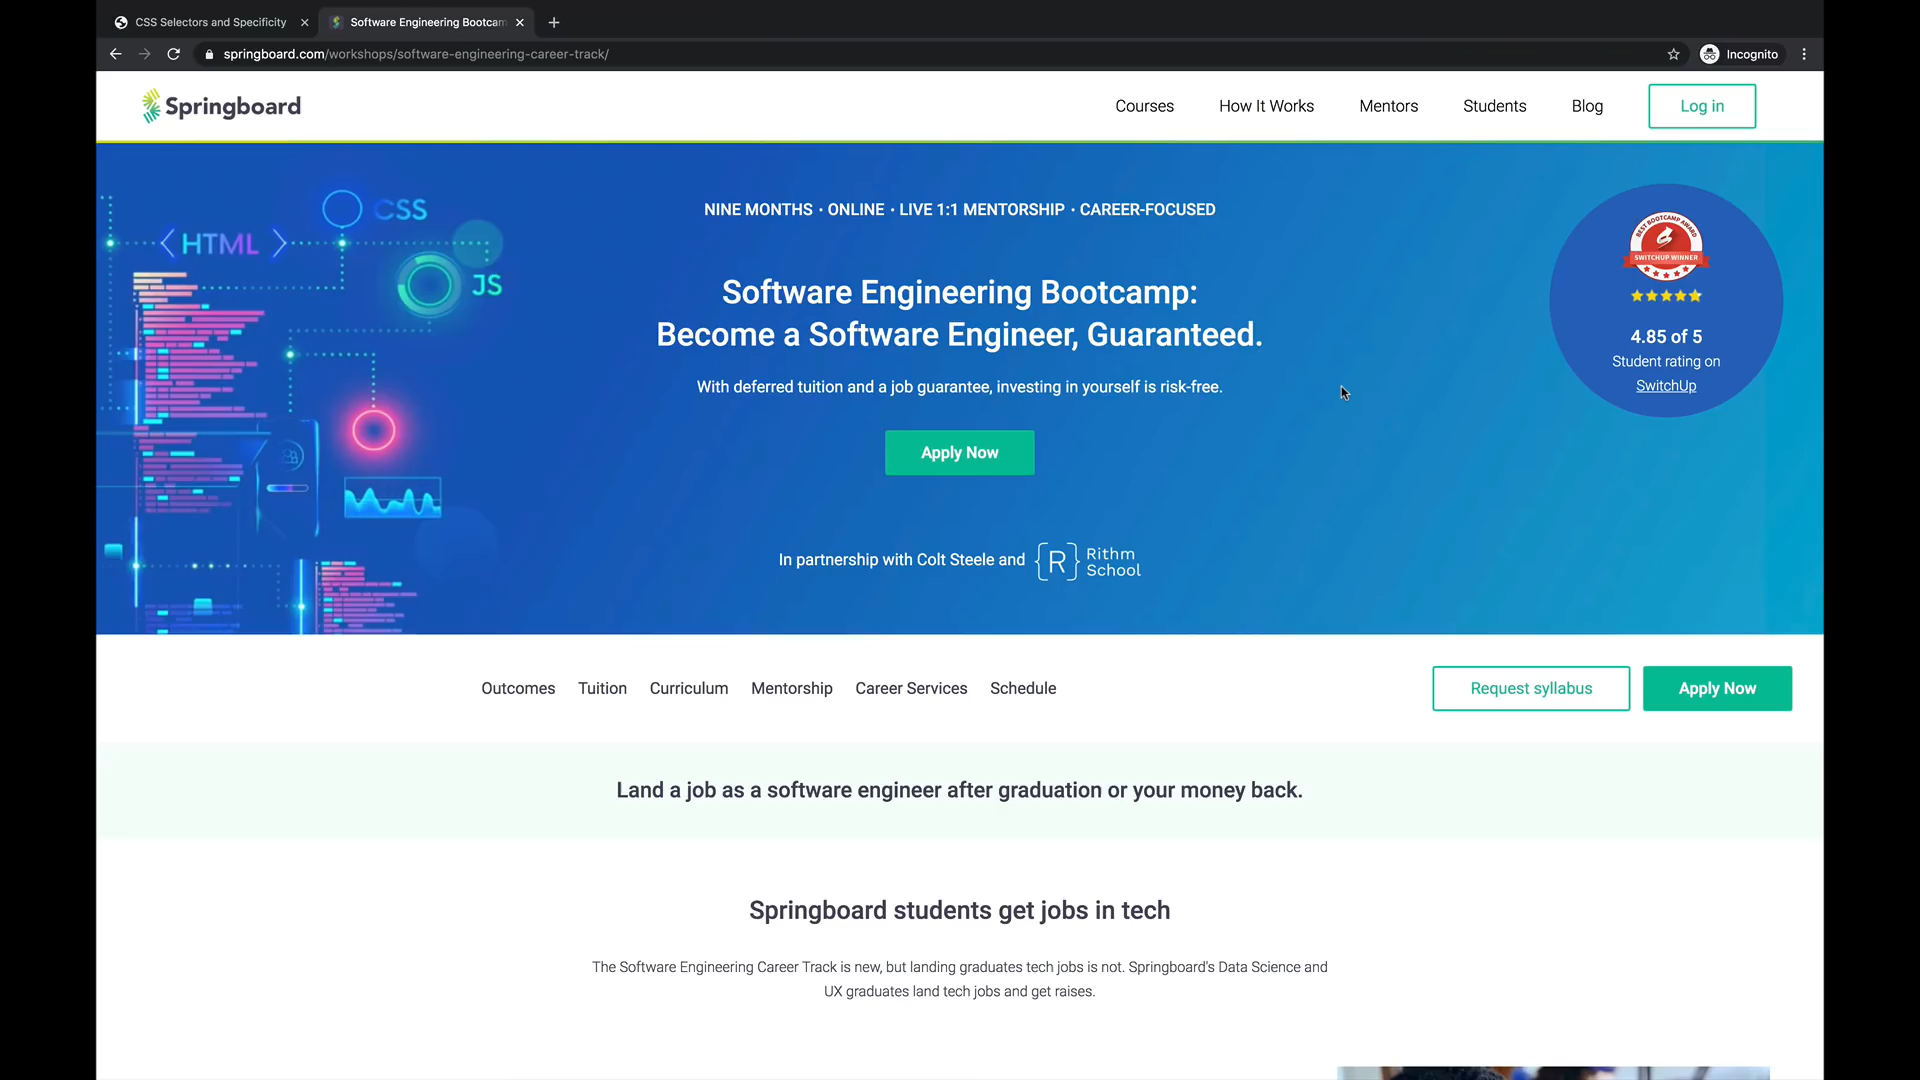 CSS Selectors and Specificity
Software Engineering Bootcam
springboard.com/workshops/software-engineering-career-track/
Incognito
Springboard
Courses
How It Works
Mentors
Students
Blog
Log in
NINE MONTHS · ONLINE · LIVE 1:1 MENTORSHIP · CAREER-FOCUSED
CSS
HTML
JS
Software Engineering Bootcamp:
Become a Software Engineer, Guaranteed.
With deferred tuition and a job guarantee, investing in yourself is risk-free.
Apply Now
BEST BOOTCAMP AWARD
SWITCHUP WINNER
4.85 of 5
Student rating on
SwitchUp
In partnership with Colt Steele and
{R}
Rithm
School
Outcomes
Tuition
Curriculum
Mentorship
Career Services
Schedule
Request syllabus
Apply Now
Land a job as a software engineer after graduation or your money back.
Springboard students get jobs in tech
The Software Engineering Career Track is new, but landing graduates tech jobs is not. Springboard's Data Science and
UX graduates land tech jobs and get raises.